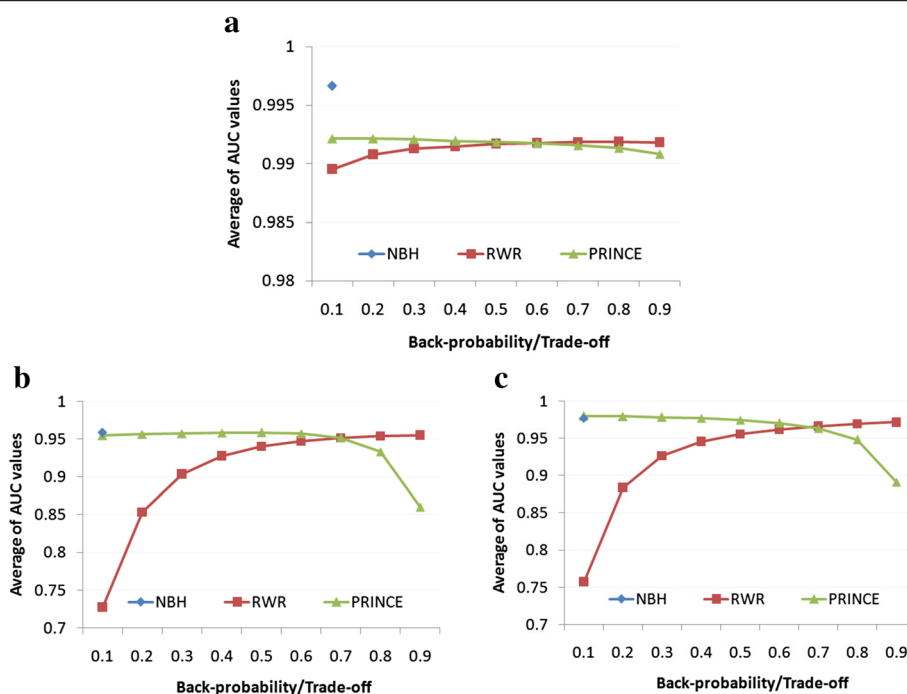 a
1
0.995
0.99
0.985
0.98
Average of AUC values
NBH RWR PRINCE
0.1 0.2 0.3 0.4 0.5 0.6 0.7 0.8 0.9
Back-probability/Trade-off
b
1
0.95
0.9
0.85
0.8
0.75
0.7
Average of AUC values
NBH RWR PRINCE
0.1 0.2 0.3 0.4 0.5 0.6 0.7 0.8 0.9
Back-probability/Trade-off
c
1
0.95
0.9
0.85
0.8
0.75
0.7
Average of AUC values
NBH RWR PRINCE
0.1 0.2 0.3 0.4 0.5 0.6 0.7 0.8 0.9
Back-probability/Trade-off